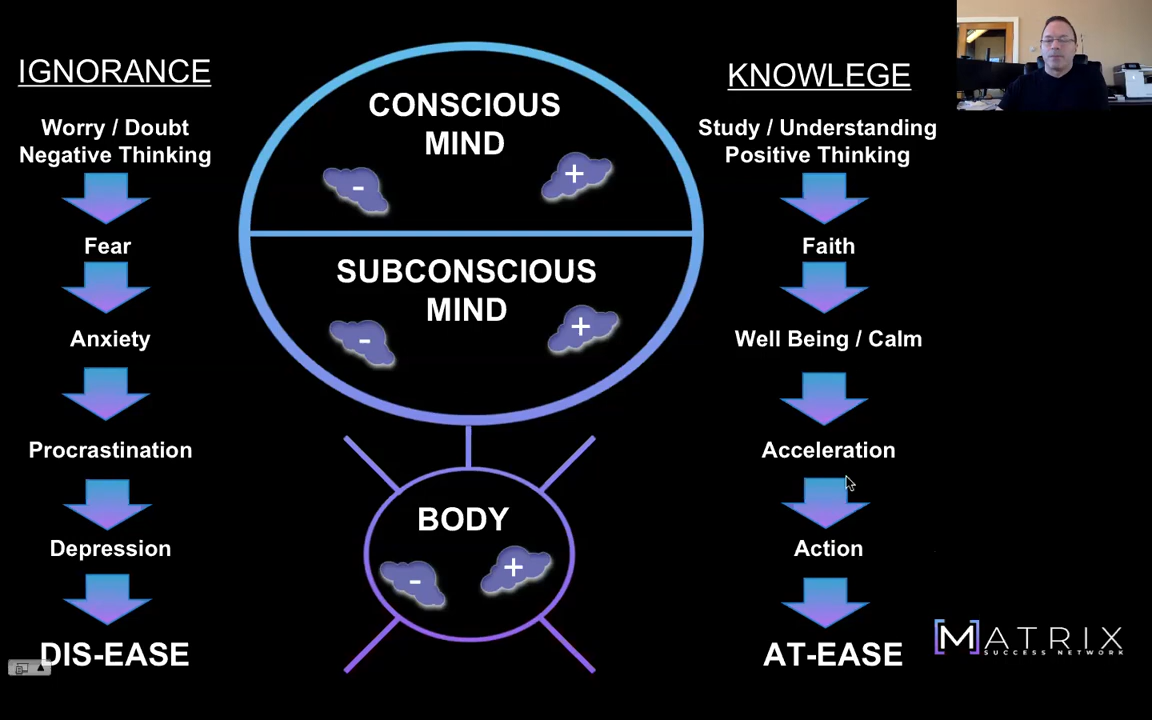 IGNORANCE
Worry / Doubt
Negative Thinking
Fear
Anxiety
Procrastination
Depression
DIS-EASE
CONSCIOUS
MIND
-
+
SUBCONSCIOUS
MIND
-
+
BODY
-
+
KNOWLEGE
Study / Understanding
Positive Thinking
Faith
Well Being / Calm
Acceleration
Action
AT-EASE
[M]ATRIX
SUCCESS NETWORK